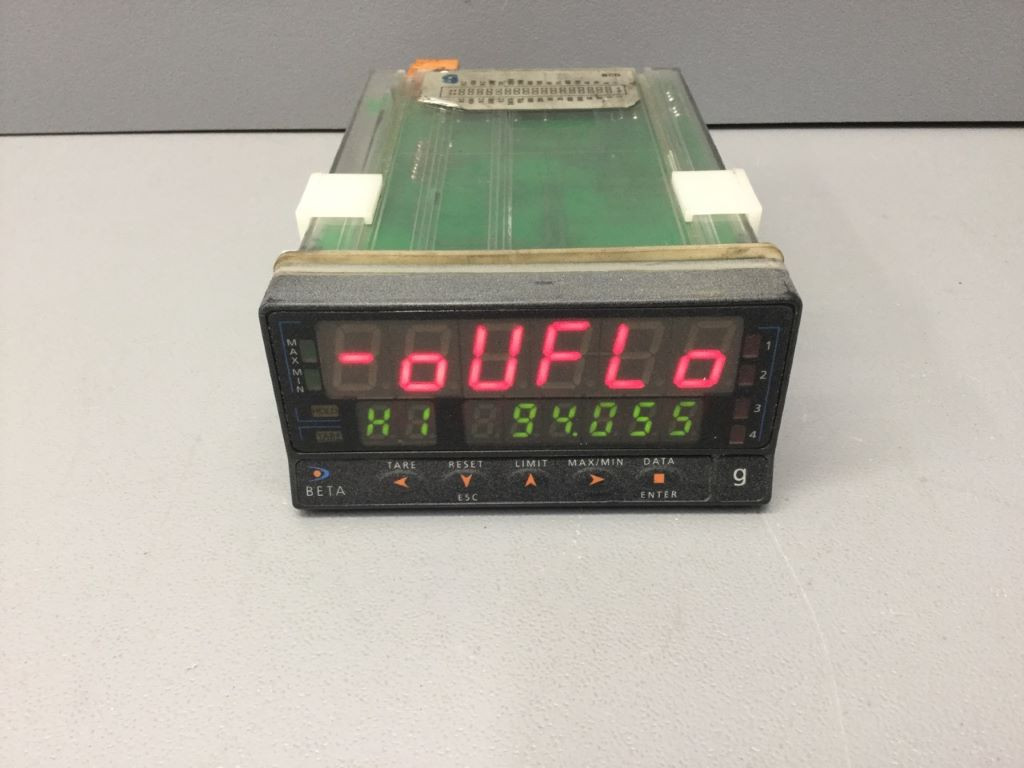 BCD
-oUFLo
MAX
MIN
1
2
3
4
HOLD
TARE
H1 94.055
TARE RESET LIMIT MAX/MIN DATA
BETA
ESC ENTER
g